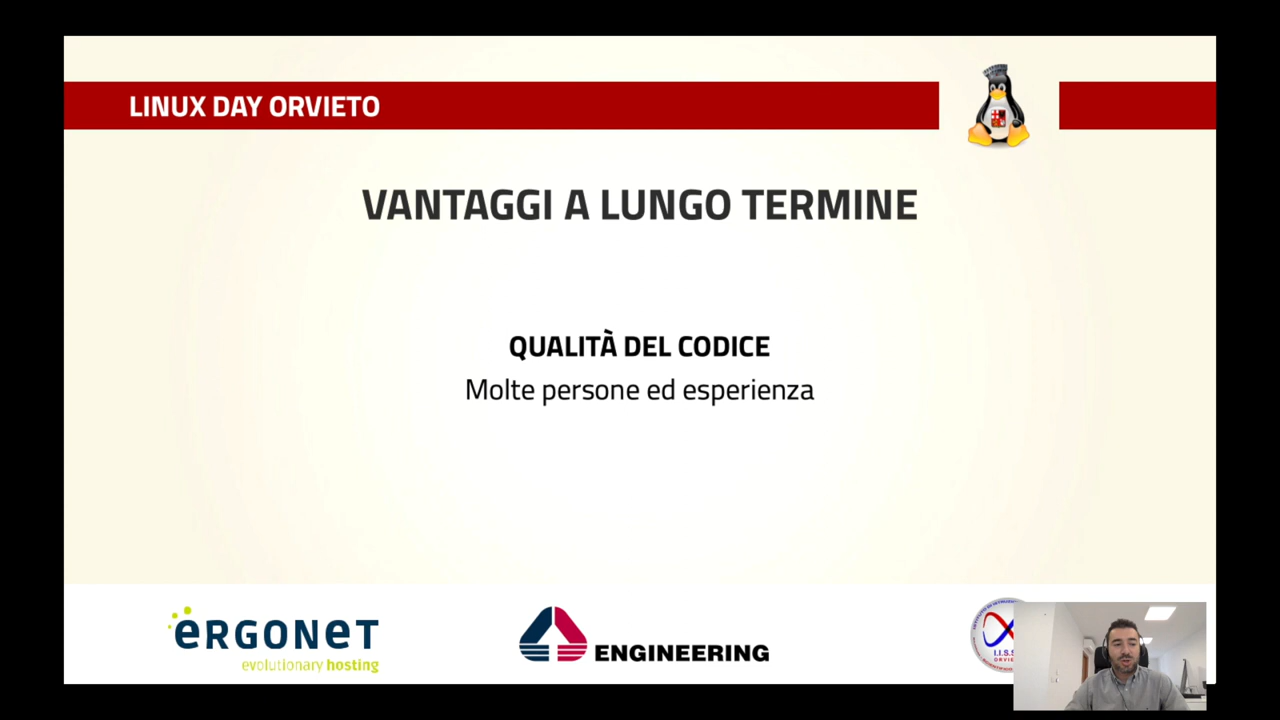 LINUX DAY ORVIETO
VANTAGGI A LUNGO TERMINE
QUALITÀ DEL CODICE
Molte persone ed esperienza
eRGONeT
evolutionary hosting
ENGINEERING